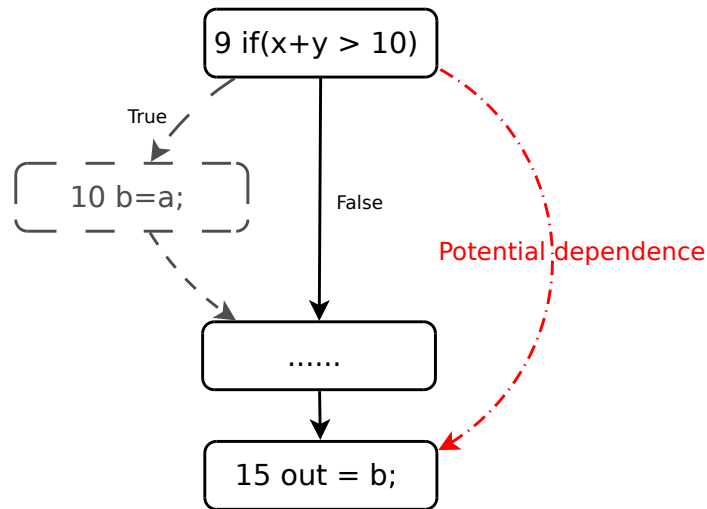 9 if(x+y > 10)
True
10 b=a;
False
Potential dependence
......
15 out = b;